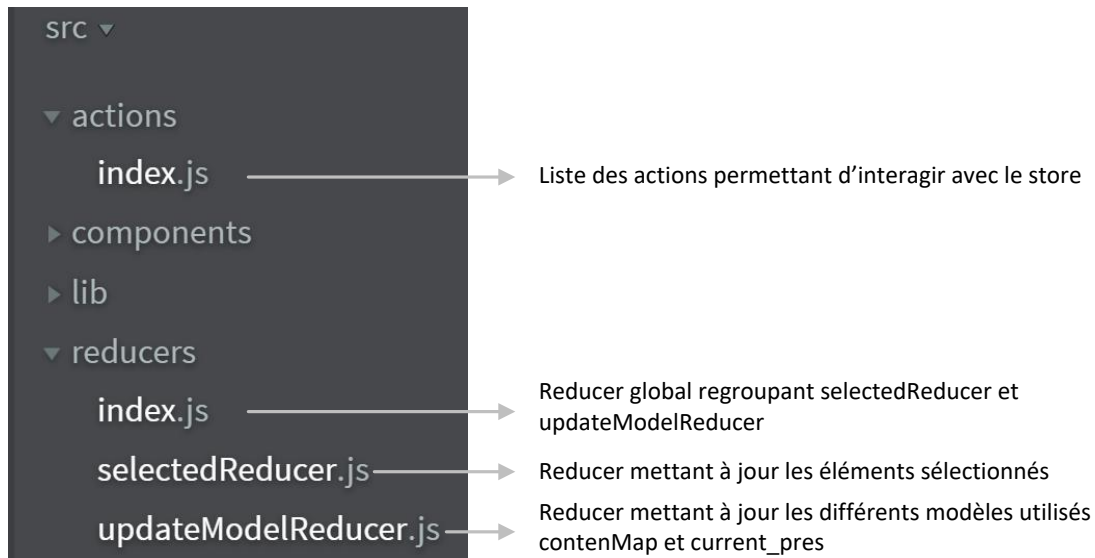 src
actions
index.js
Liste des actions permettant d’interagir avec le store
components
lib
reducers
index.js
Reducer global regroupant selectedReducer et
updateModelReducer
selectedReducer.js
Reducer mettant à jour les éléments sélectionnés
updateModelReducer.js
Reducer mettant à jour les différents modèles utilisés
contenMap et current_pres